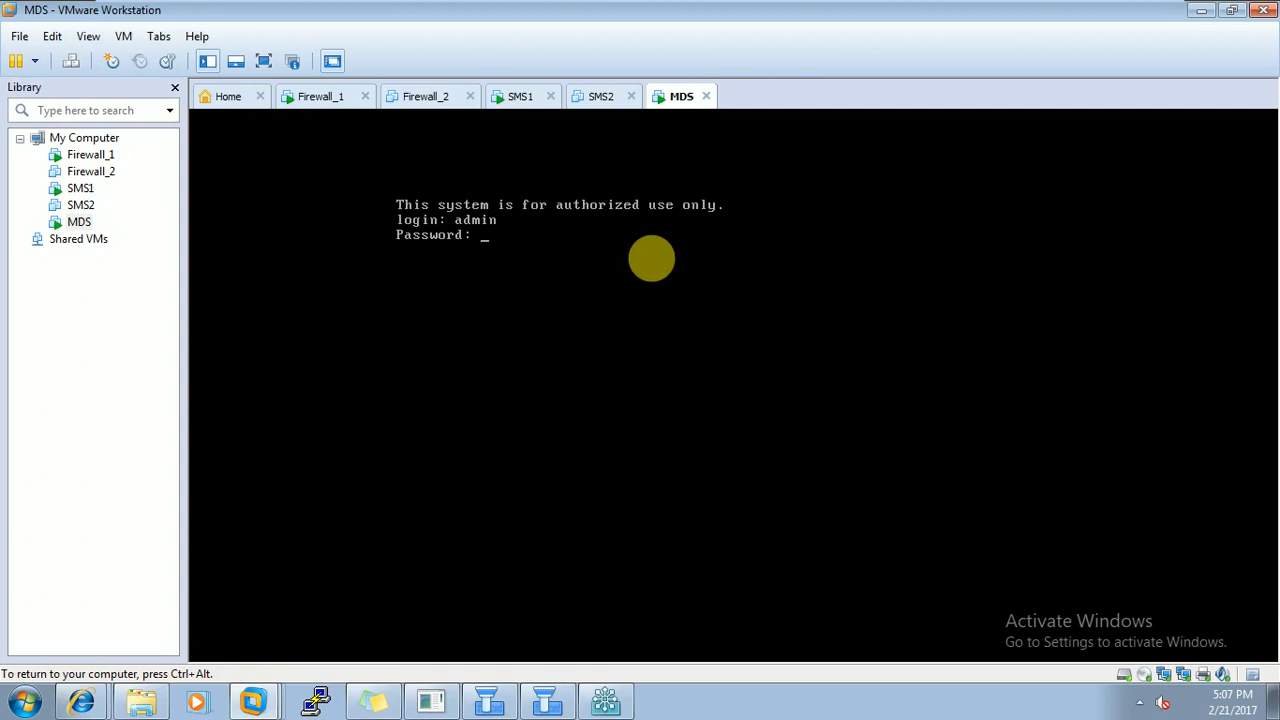 MDS - VMware Workstation
File Edit View VM Tabs Help
Library
Type here to search
My Computer
Firewall_1
Firewall_2
SMS1
SMS2
MDS
Shared VMs
Home Firewall_1 Firewall_2 SMS1 SMS2 MDS
This system is for authorized use only.
login: admin
Password: _
Activate Windows
Go to Settings to activate Windows.
To return to your computer, press Ctrl+Alt.
5:07 PM
2/21/2017